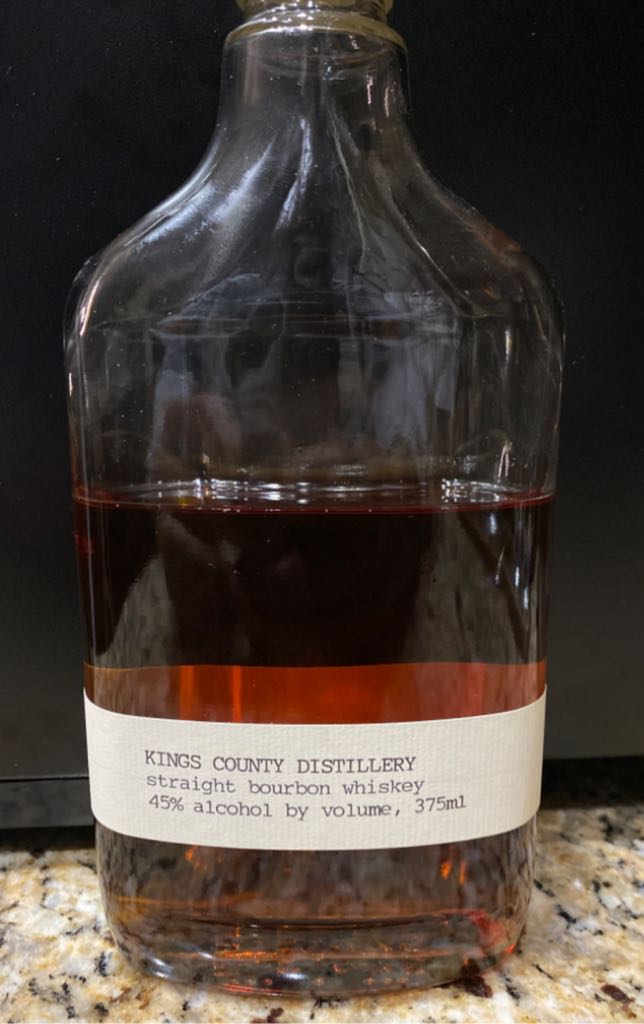 KINGS COUNTY DISTILLERY
straight bourbon whiskey
45% alcohol by volume, 375ml